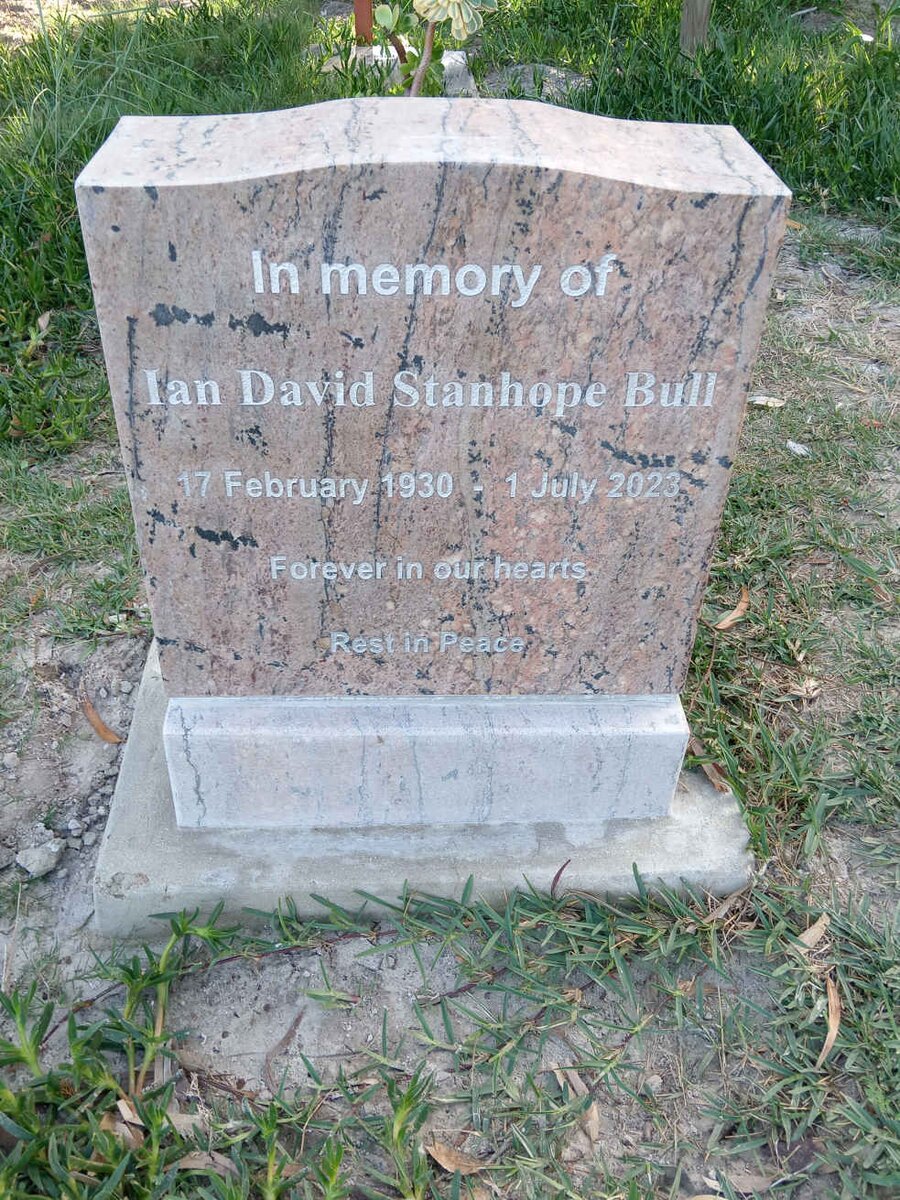 In memory of
Ian David Stanhope Bull
17 February 1930 - 1 July 2023
Forever in our hearts
Rest in Peace